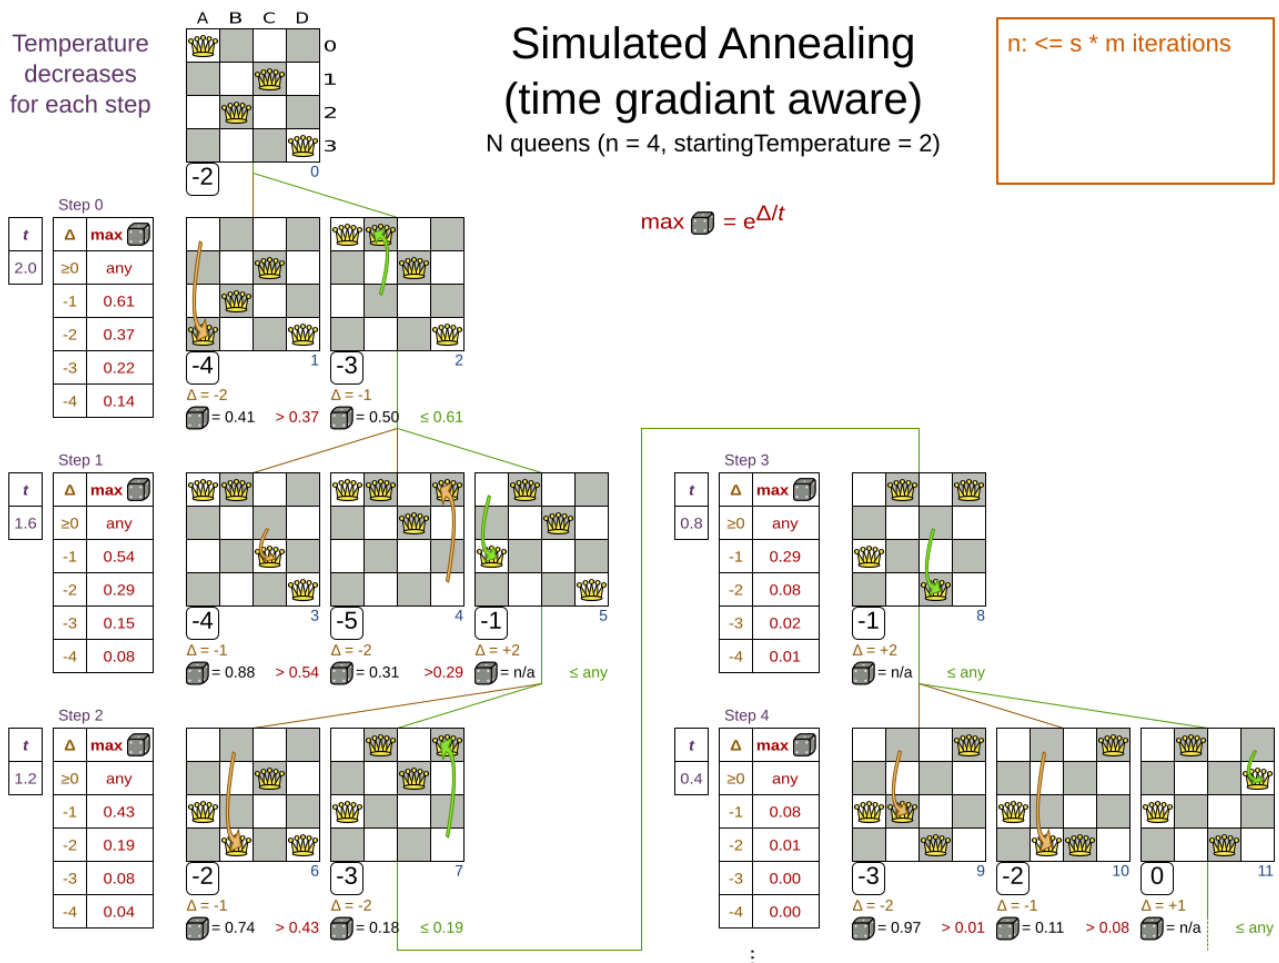 Temperature
decreases
for each step
A B C D
0
1
2
3
-2
0
Simulated Annealing
(time gradiant aware)
N queens (n = 4, startingTemperature = 2)
n: <= s * m iterations
max = e^Δ/t
Step 0
t
2.0
Δ max
≥0 any
-1 0.61
-2 0.37
-3 0.22
-4 0.14
-4
1
Δ = -2
= 0.41 > 0.37
-3
2
Δ = -1
= 0.50 ≤ 0.61
Step 1
t
1.6
Δ max
≥0 any
-1 0.54
-2 0.29
-3 0.15
-4 0.08
-4
3
Δ = -1
= 0.88 > 0.54
-5
4
Δ = -2
= 0.31 >0.29
-1
5
Δ = +2
= n/a ≤ any
Step 2
t
1.2
Δ max
≥0 any
-1 0.43
-2 0.19
-3 0.08
-4 0.04
-2
6
Δ = -1
= 0.74 > 0.43
-3
7
Δ = -2
= 0.18 ≤ 0.19
Step 3
t
0.8
Δ max
≥0 any
-1 0.29
-2 0.08
-3 0.02
-4 0.01
-1
8
Δ = +2
= n/a ≤ any
Step 4
t
0.4
Δ max
≥0 any
-1 0.08
-2 0.01
-3 0.00
-4 0.00
-3
9
Δ = -2
= 0.97 > 0.01
-2
10
Δ = -1
= 0.11 > 0.08
0
11
Δ = +1
= n/a ≤ any
⋮